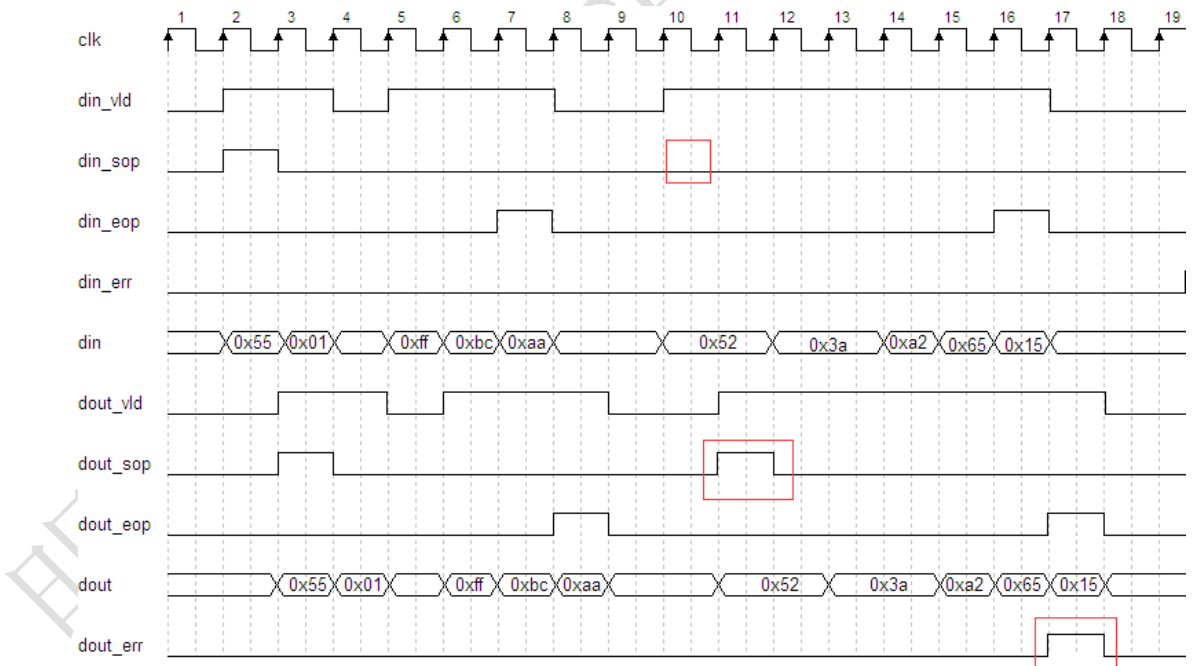 1 2 3 4 5 6 7 8 9 10 11 12 13 14 15 16 17 18 19
clk
din_vld
din_sop
din_eop
din_err
din 0x55 0x01 0xff 0xbc 0xaa 0x52 0x3a 0xa2 0x65 0x15
dout_vld
dout_sop
dout_eop
dout 0x55 0x01 0xff 0xbc 0xaa 0x52 0x3a 0xa2 0x65 0x15
dout_err